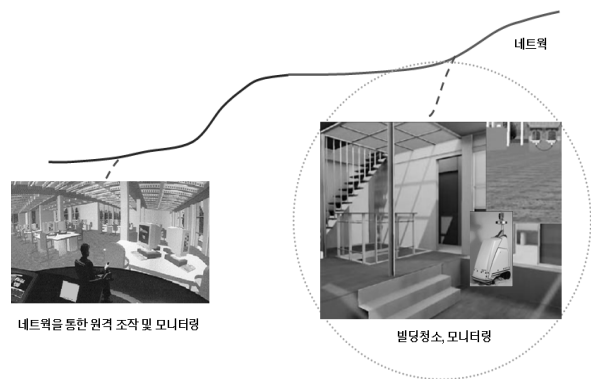 네트웍
네트웍을 통한 원격 조작 및 모니터링
빌딩청소, 모니터링